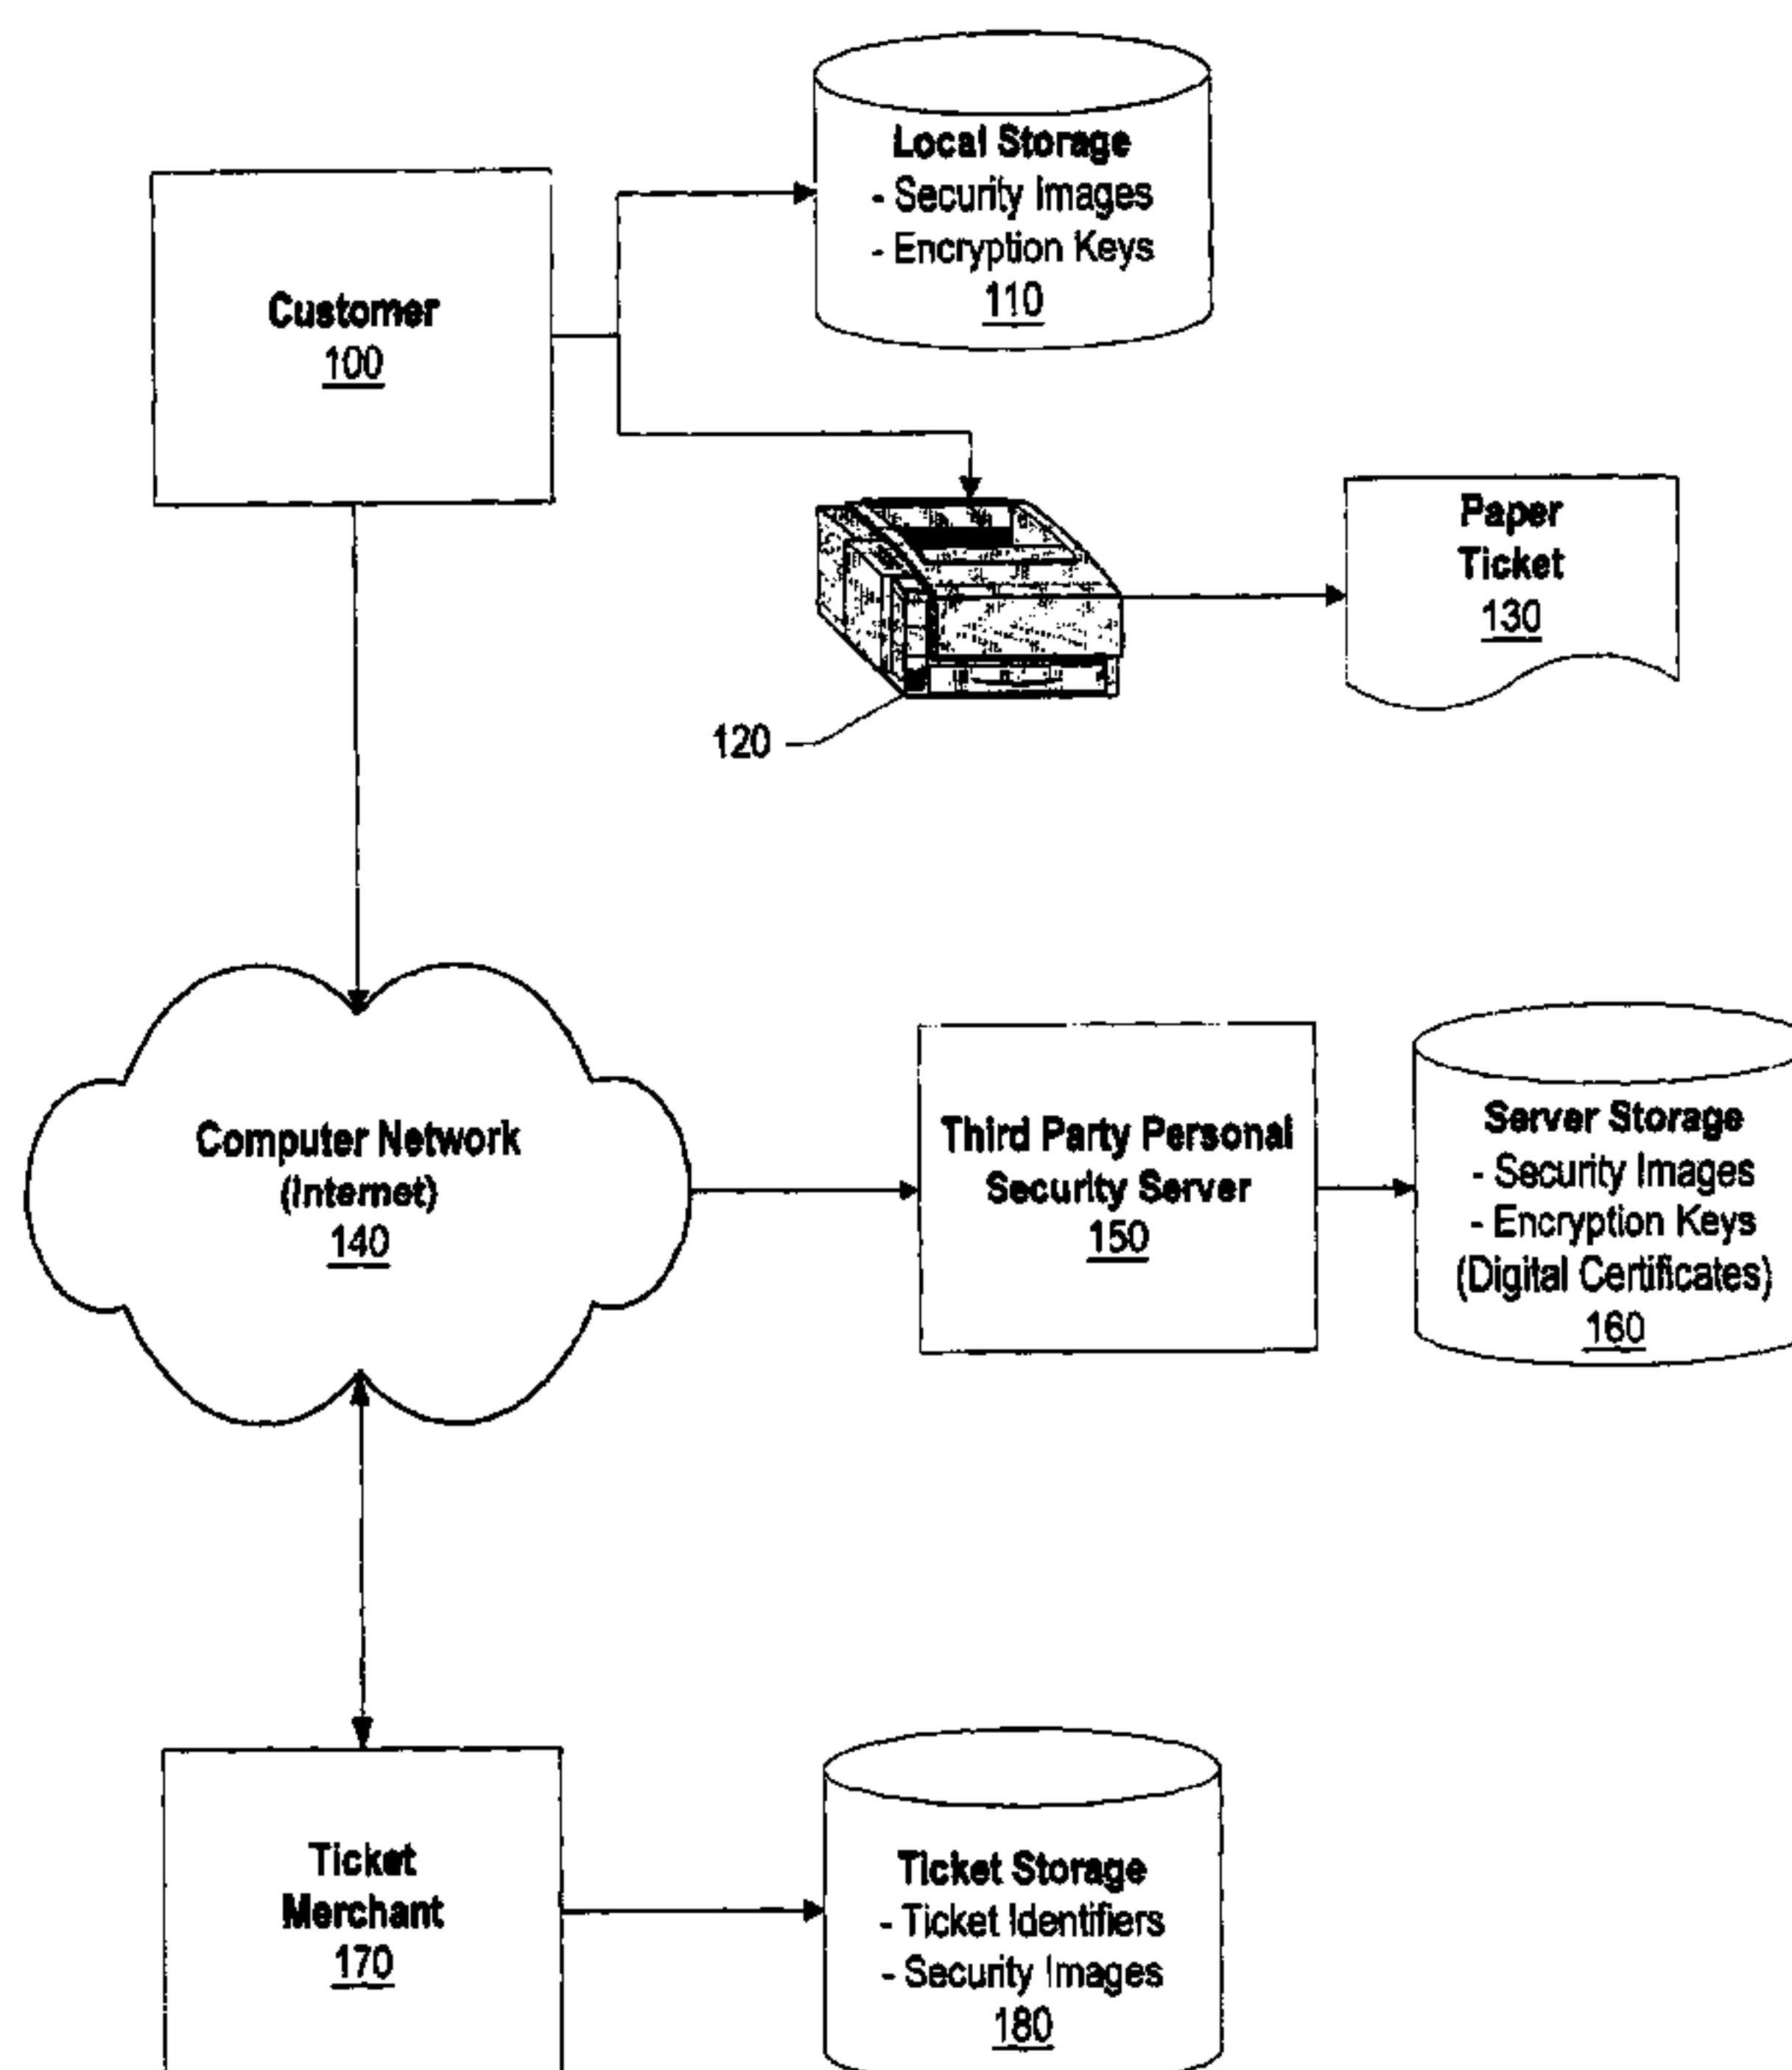 Local Storage
- Security Images
- Encryption Keys
110
Customer
100
Paper
Ticket
130
120
Computer Network
(Internet)
140
Third Party Personal
Security Server
150
Server Storage
- Security Images
- Encryption Keys
(Digital Certificates)
160
Ticket
Merchant
170
Ticket Storage
- Ticket Identifiers
- Security Images
180